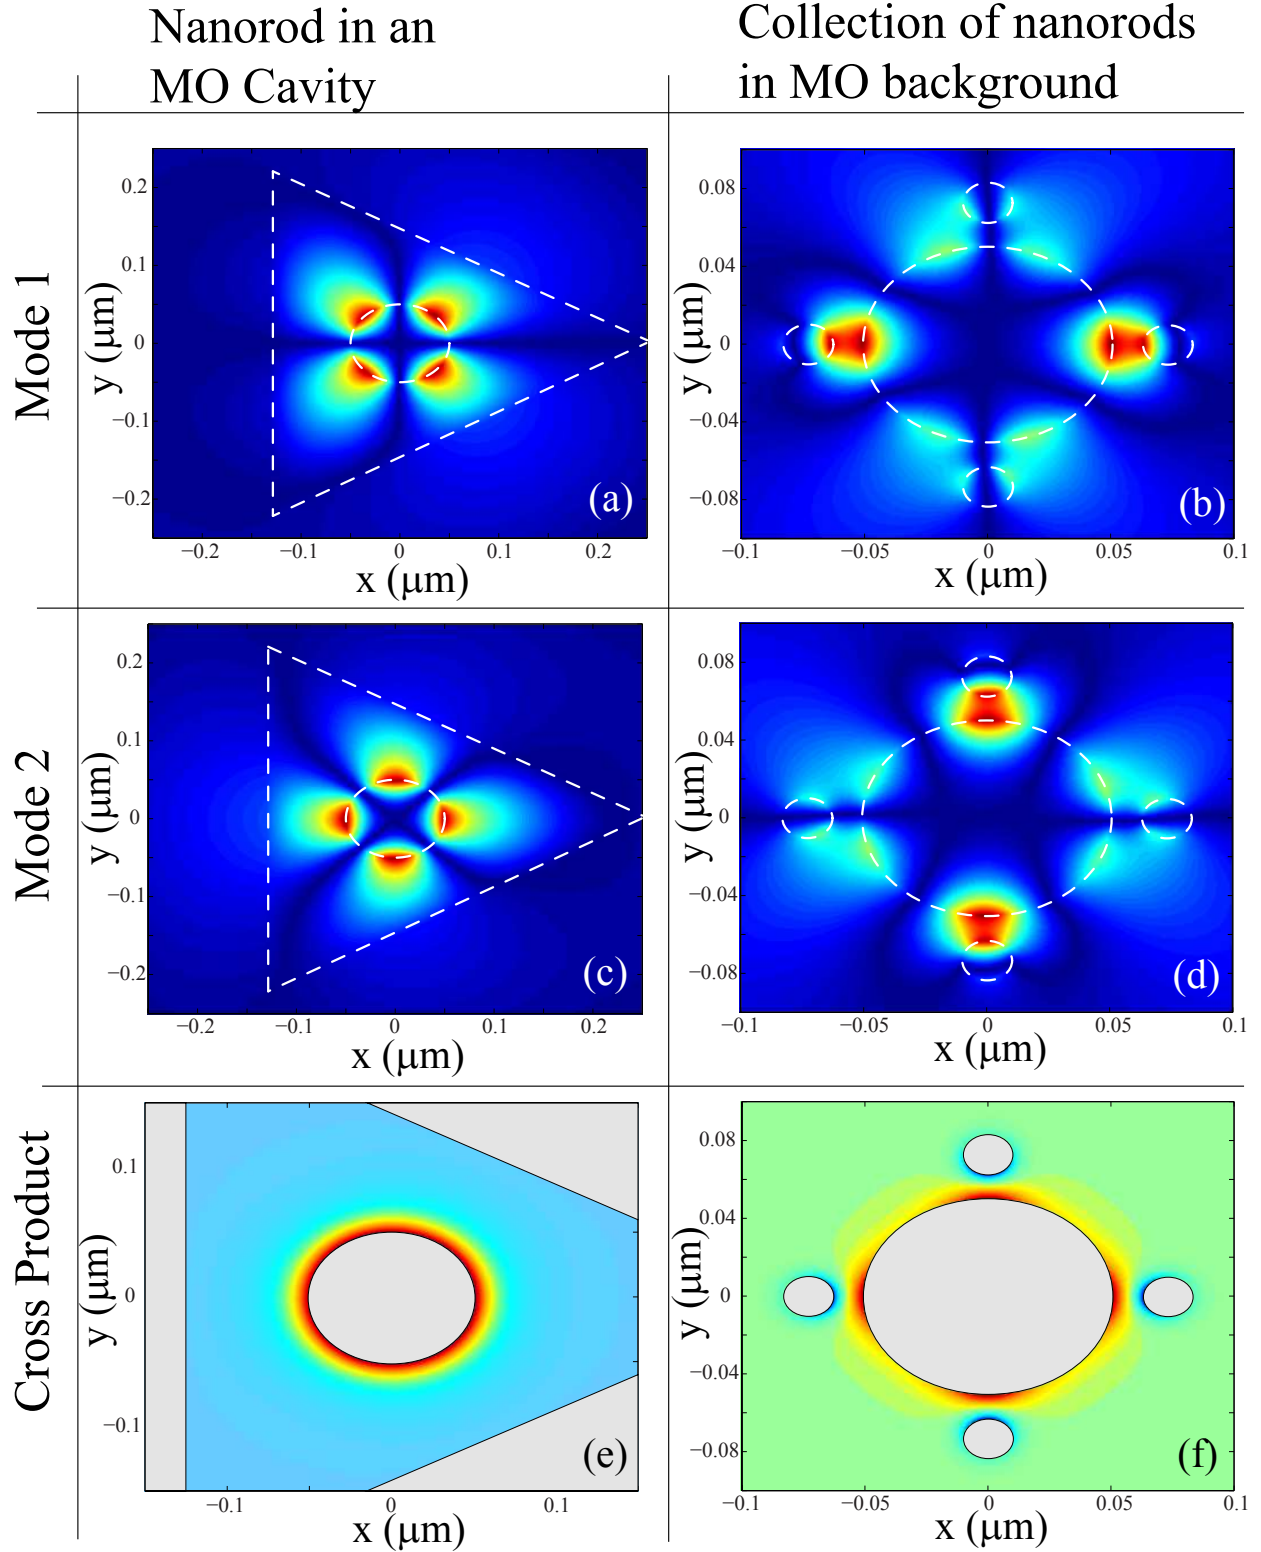 Nanorod in an
MO Cavity
Collection of nanorods
in MO background
Mode 1
y (μm)
0.2
0.1
0
−0.1
−0.2
(a)
−0.2 −0.1 0 0.1 0.2
x (μm)
y (μm)
0.08
0.04
0
−0.04
−0.08
(b)
−0.1 −0.05 0 0.05 0.1
x (μm)
Mode 2
y (μm)
0.2
0.1
0
−0.1
−0.2
(c)
−0.2 −0.1 0 0.1 0.2
x (μm)
y (μm)
0.08
0.04
0
−0.04
−0.08
(d)
−0.1 −0.05 0 0.05 0.1
x (μm)
Cross Product
y (μm)
0.1
0
−0.1
(e)
−0.1 0 0.1
x (μm)
y (μm)
0.08
0.04
0
−0.04
−0.08
(f)
−0.1 −0.05 0 0.05 0.1
x (μm)